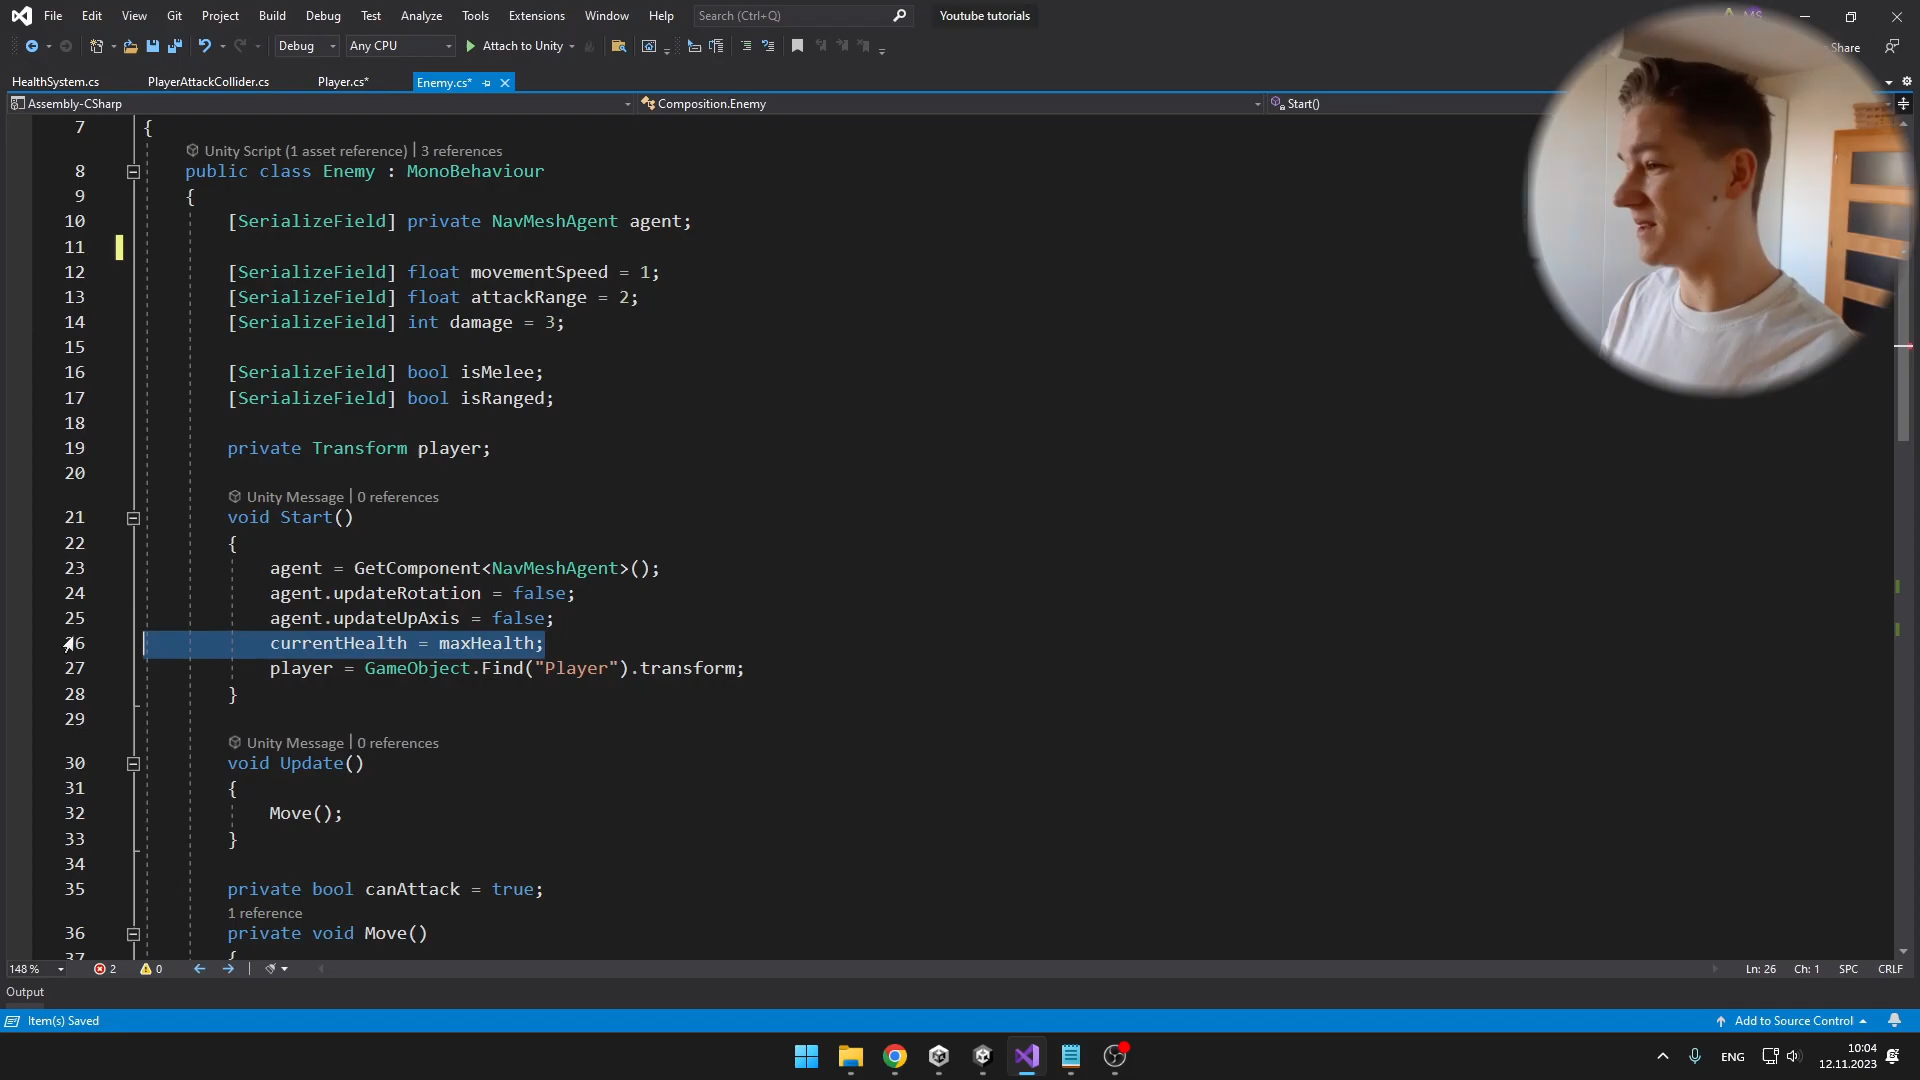 File Edit View Git Project Build Debug Test Analyze Tools Extensions Window Help Search (Ctrl+Q) Youtube tutorials
Debug Any CPU Attach to Unity Share
HealthSystem.cs PlayerAttackCollider.cs Player.cs* Enemy.cs*
Assembly-CSharp Composition.Enemy Start()
7 {
Unity Script (1 asset reference) | 3 references
8 public class Enemy : MonoBehaviour
9 {
10 [SerializeField] private NavMeshAgent agent;
11
12 [SerializeField] float movementSpeed = 1;
13 [SerializeField] float attackRange = 2;
14 [SerializeField] int damage = 3;
15
16 [SerializeField] bool isMelee;
17 [SerializeField] bool isRanged;
18
19 private Transform player;
20
Unity Message | 0 references
21 void Start()
22 {
23 agent = GetComponent<NavMeshAgent>();
24 agent.updateRotation = false;
25 agent.updateUpAxis = false;
26 currentHealth = maxHealth;
27 player = GameObject.Find("Player").transform;
28 }
29
Unity Message | 0 references
30 void Update()
31 {
32 Move();
33 }
34
35 private bool canAttack = true;
1 reference
36 private void Move()
37 {
148 % 2 0 Ln: 26 Ch: 1 SPC CRLF
Output
Item(s) Saved Add to Source Control
ENG 10:04
12.11.2023